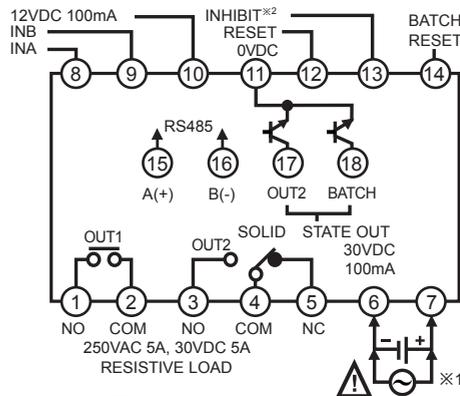 12VDC 100mA
INB
INA
INHIBIT※2
RESET
0VDC
BATCH
RESET
8 9 10 11 12 13 14
RS485
15 16 17 18
A(+) B(-) OUT2 BATCH
OUT1
OUT2
SOLID STATE OUT
30VDC
100mA
1 2 3 4 5 6 7
NO COM NO COM NC
250VAC 5A, 30VDC 5A
RESISTIVE LOAD
- +
! ※1